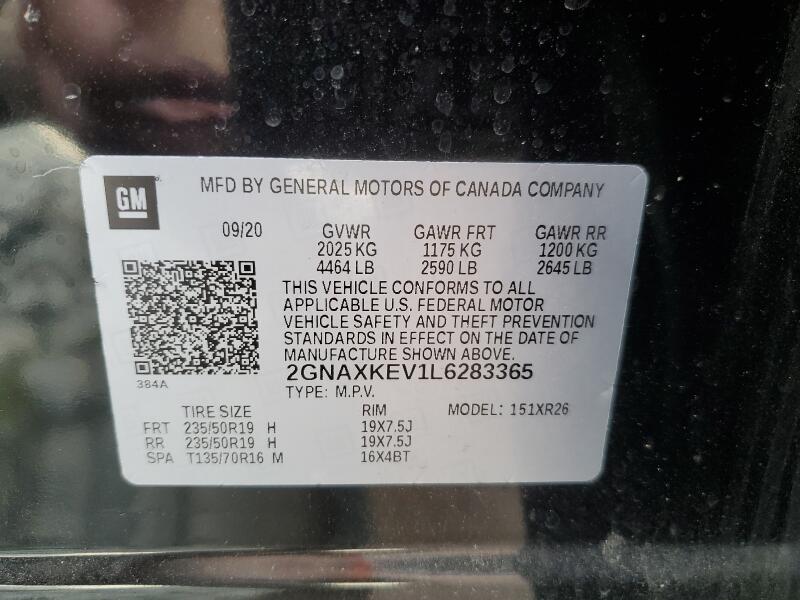 GM
MFD BY GENERAL MOTORS OF CANADA COMPANY
09/20 GVWR GAWR FRT GAWR RR
2025 KG 1175 KG 1200 KG
4464 LB 2590 LB 2645 LB
THIS VEHICLE CONFORMS TO ALL
APPLICABLE U.S. FEDERAL MOTOR
VEHICLE SAFETY AND THEFT PREVENTION
STANDARDS IN EFFECT ON THE DATE OF
MANUFACTURE SHOWN ABOVE.
384A
2GNAXKEV1L6283365
TYPE: M.P.V.
TIRE SIZE RIM MODEL: 151XR26
FRT 235/50R19 H 19X7.5J
RR 235/50R19 H 19X7.5J
SPA T135/70R16 M 16X4BT